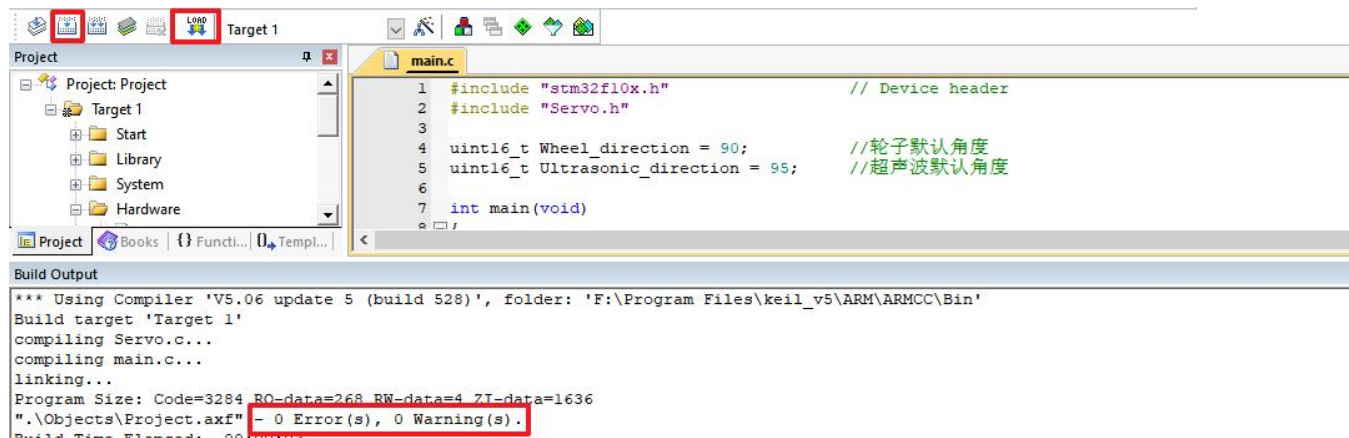 LOAD
Target 1
Project
Project: Project
Target 1
Start
Library
System
Hardware
Project Books {} Functi... Templ...
main.c
1 #include "stm32f10x.h" // Device header
2 #include "Servo.h"
3
4 uint16_t Wheel_direction = 90; //轮子默认角度
5 uint16_t Ultrasonic_direction = 95; //超声波默认角度
6
7 int main(void)
8 {
Build Output
*** Using Compiler 'V5.06 update 5 (build 528)', folder: 'F:\Program Files\keil_v5\ARM\ARMCC\Bin'
Build target 'Target 1'
compiling Servo.c...
compiling main.c...
linking...
Program Size: Code=3284 RO-data=268 RW-data=4 ZI-data=1636
".\Objects\Project.axf" - 0 Error(s), 0 Warning(s).
Build Time Elapsed: